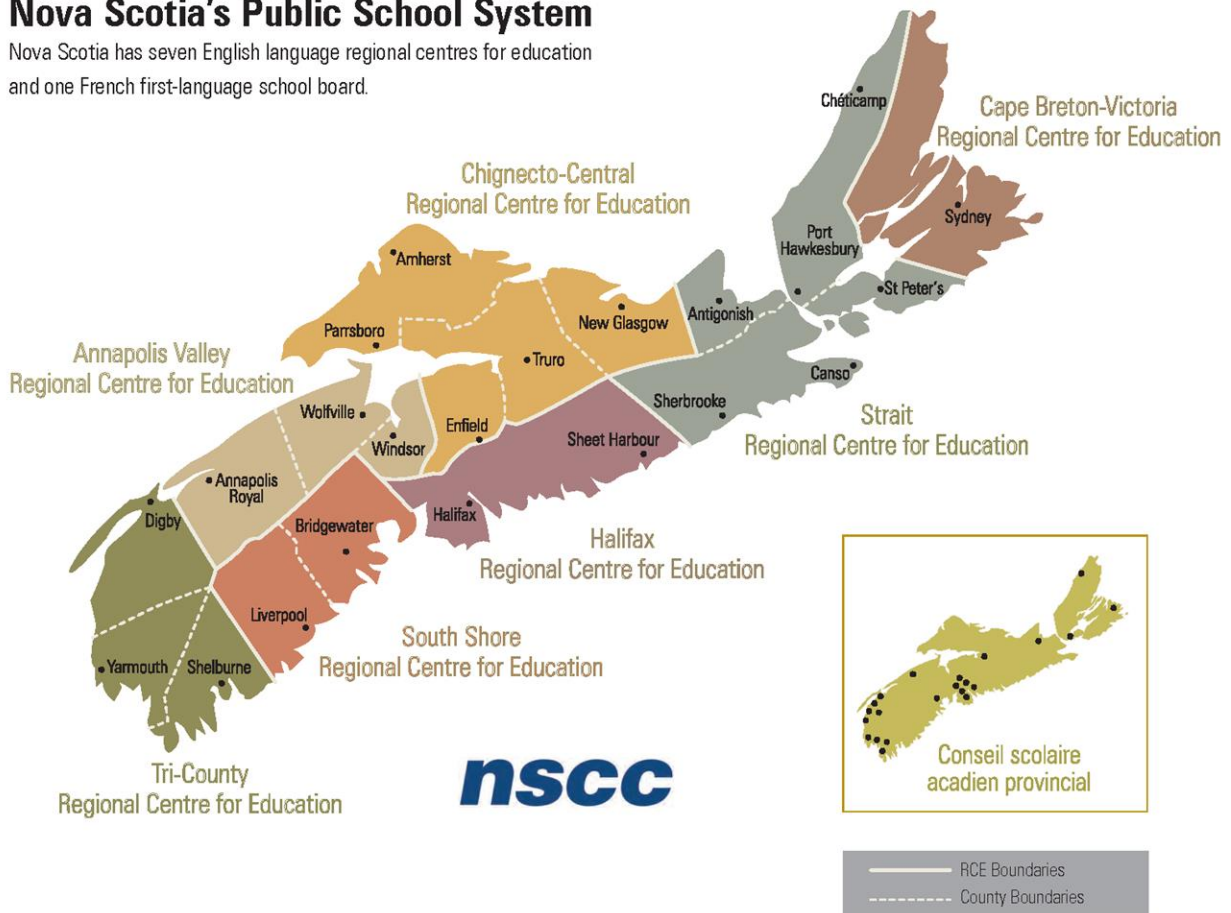 Nova Scotia's Public School System
Nova Scotia has seven English language regional centres for education
and one French first-language school board.
Chéticamp
Cape Breton-Victoria
Regional Centre for Education
Chignecto-Central
Regional Centre for Education
Sydney
Port
Hawkesbury
Amherst
St Peter's
Antigonish
New Glasgow
Parrsboro
Truro
Annapolis Valley
Regional Centre for Education
Canso
Sherbrooke
Wolfville
Strait
Regional Centre for Education
Enfield
Sheet Harbour
Windsor
Annapolis
Royal
Halifax
Digby
Bridgewater
Halifax
Regional Centre for Education
Liverpool
South Shore
Regional Centre for Education
Yarmouth
Shelburne
Tri-County
Regional Centre for Education
nscc
Conseil scolaire
acadien provincial
RCE Boundaries
County Boundaries